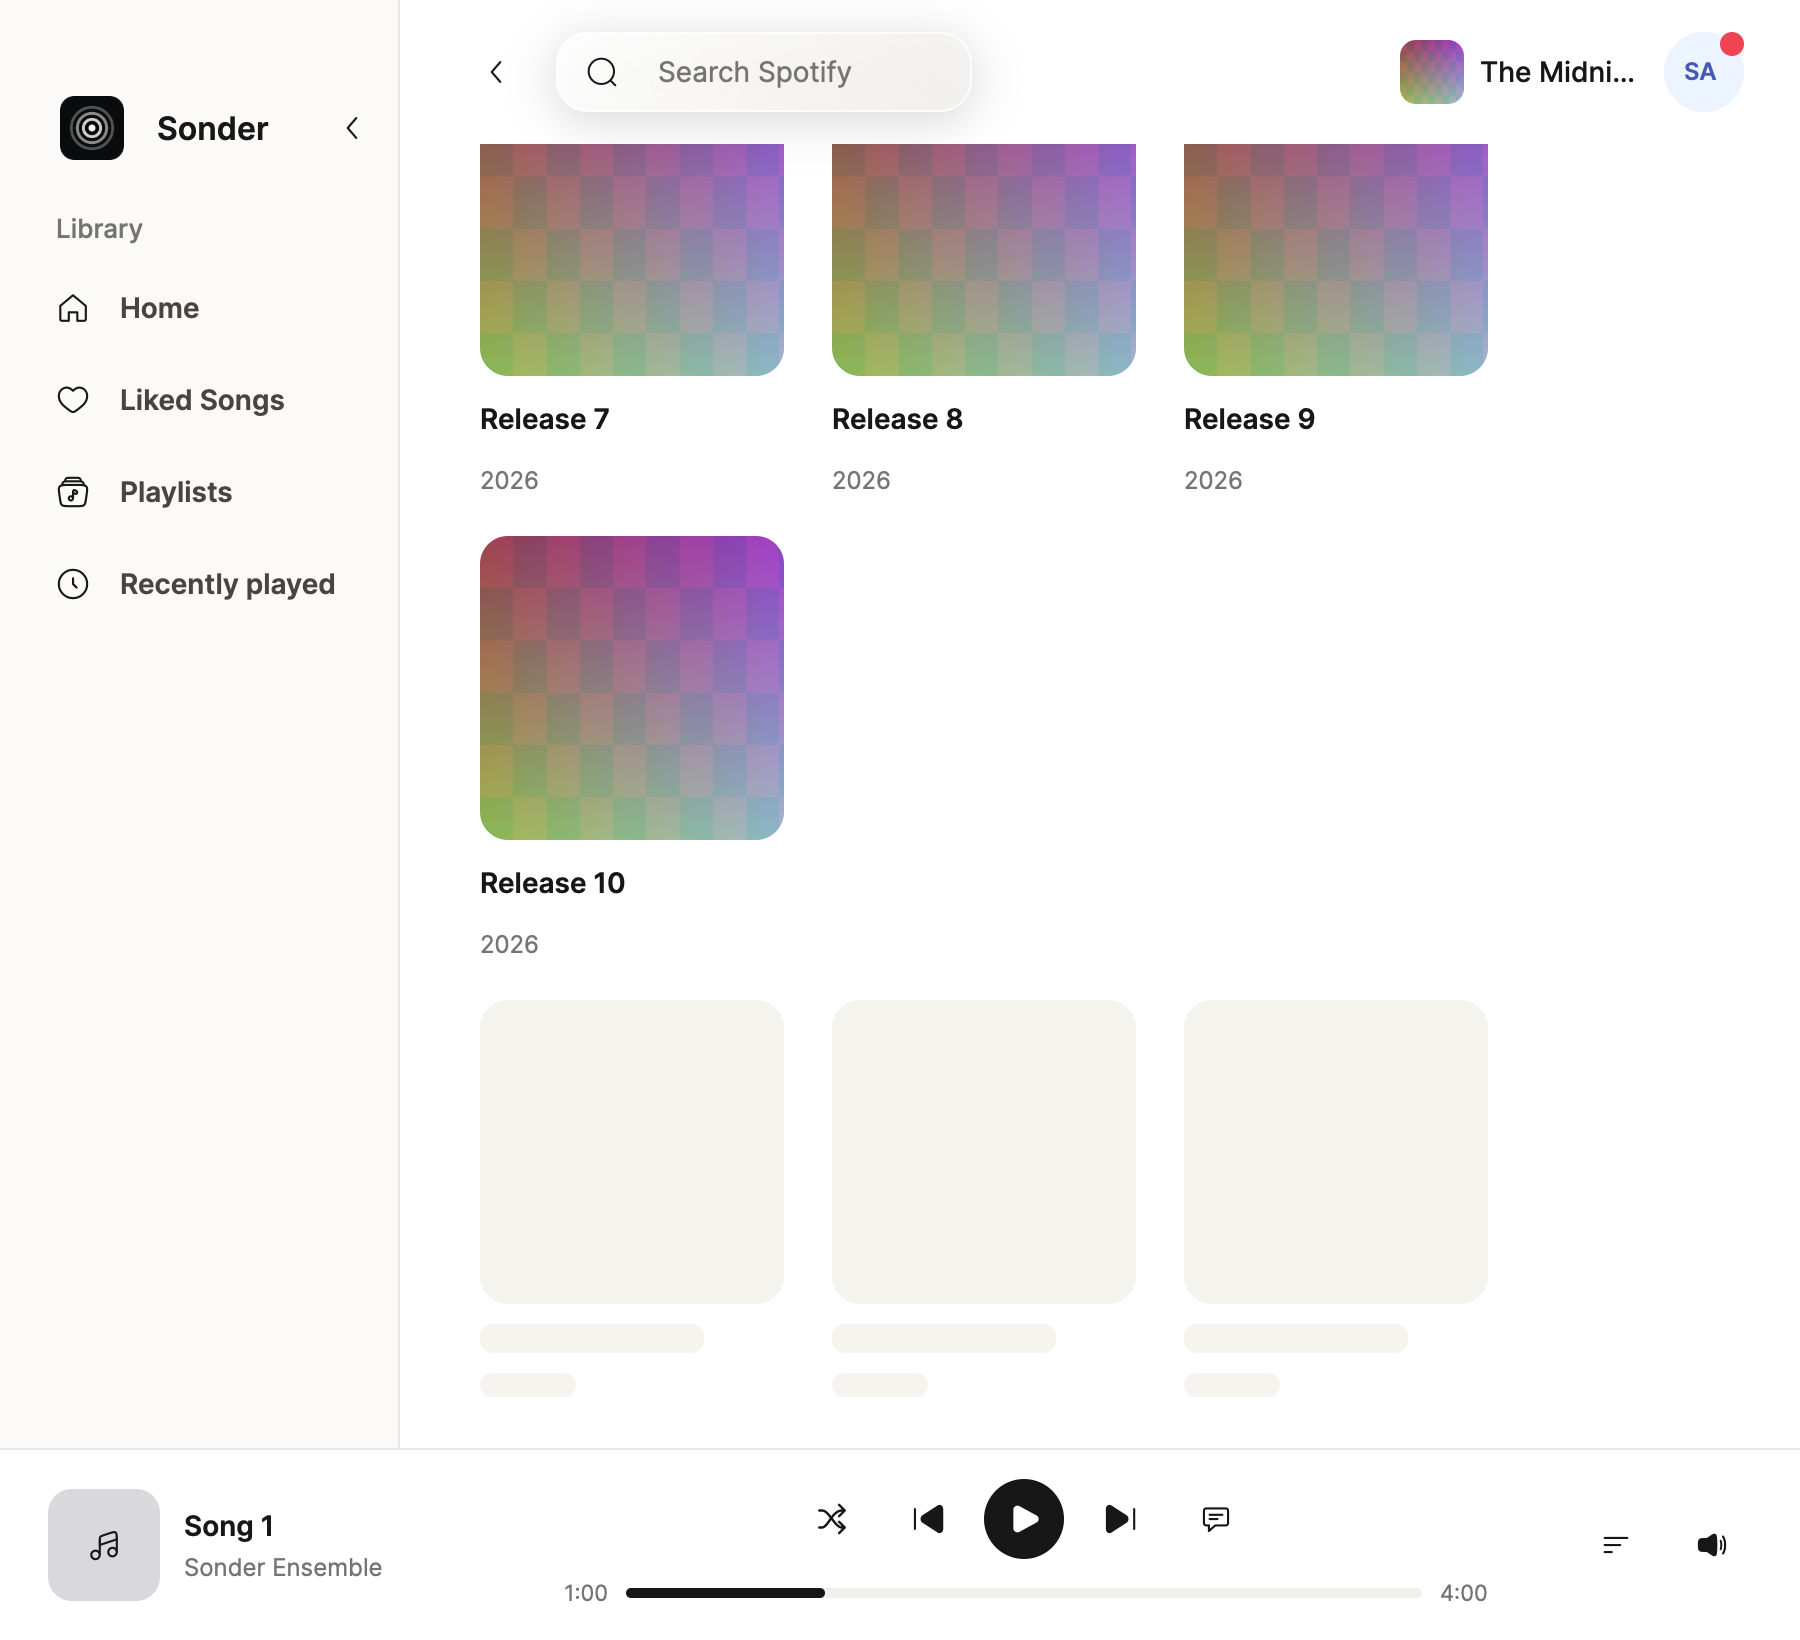 Sonder
Library
Home
Liked Songs
Playlists
Recently played
Search Spotify
The Midni...
SA
Release 7
2026
Release 8
2026
Release 9
2026
Release 10
2026
Song 1
Sonder Ensemble
1:00
4:00